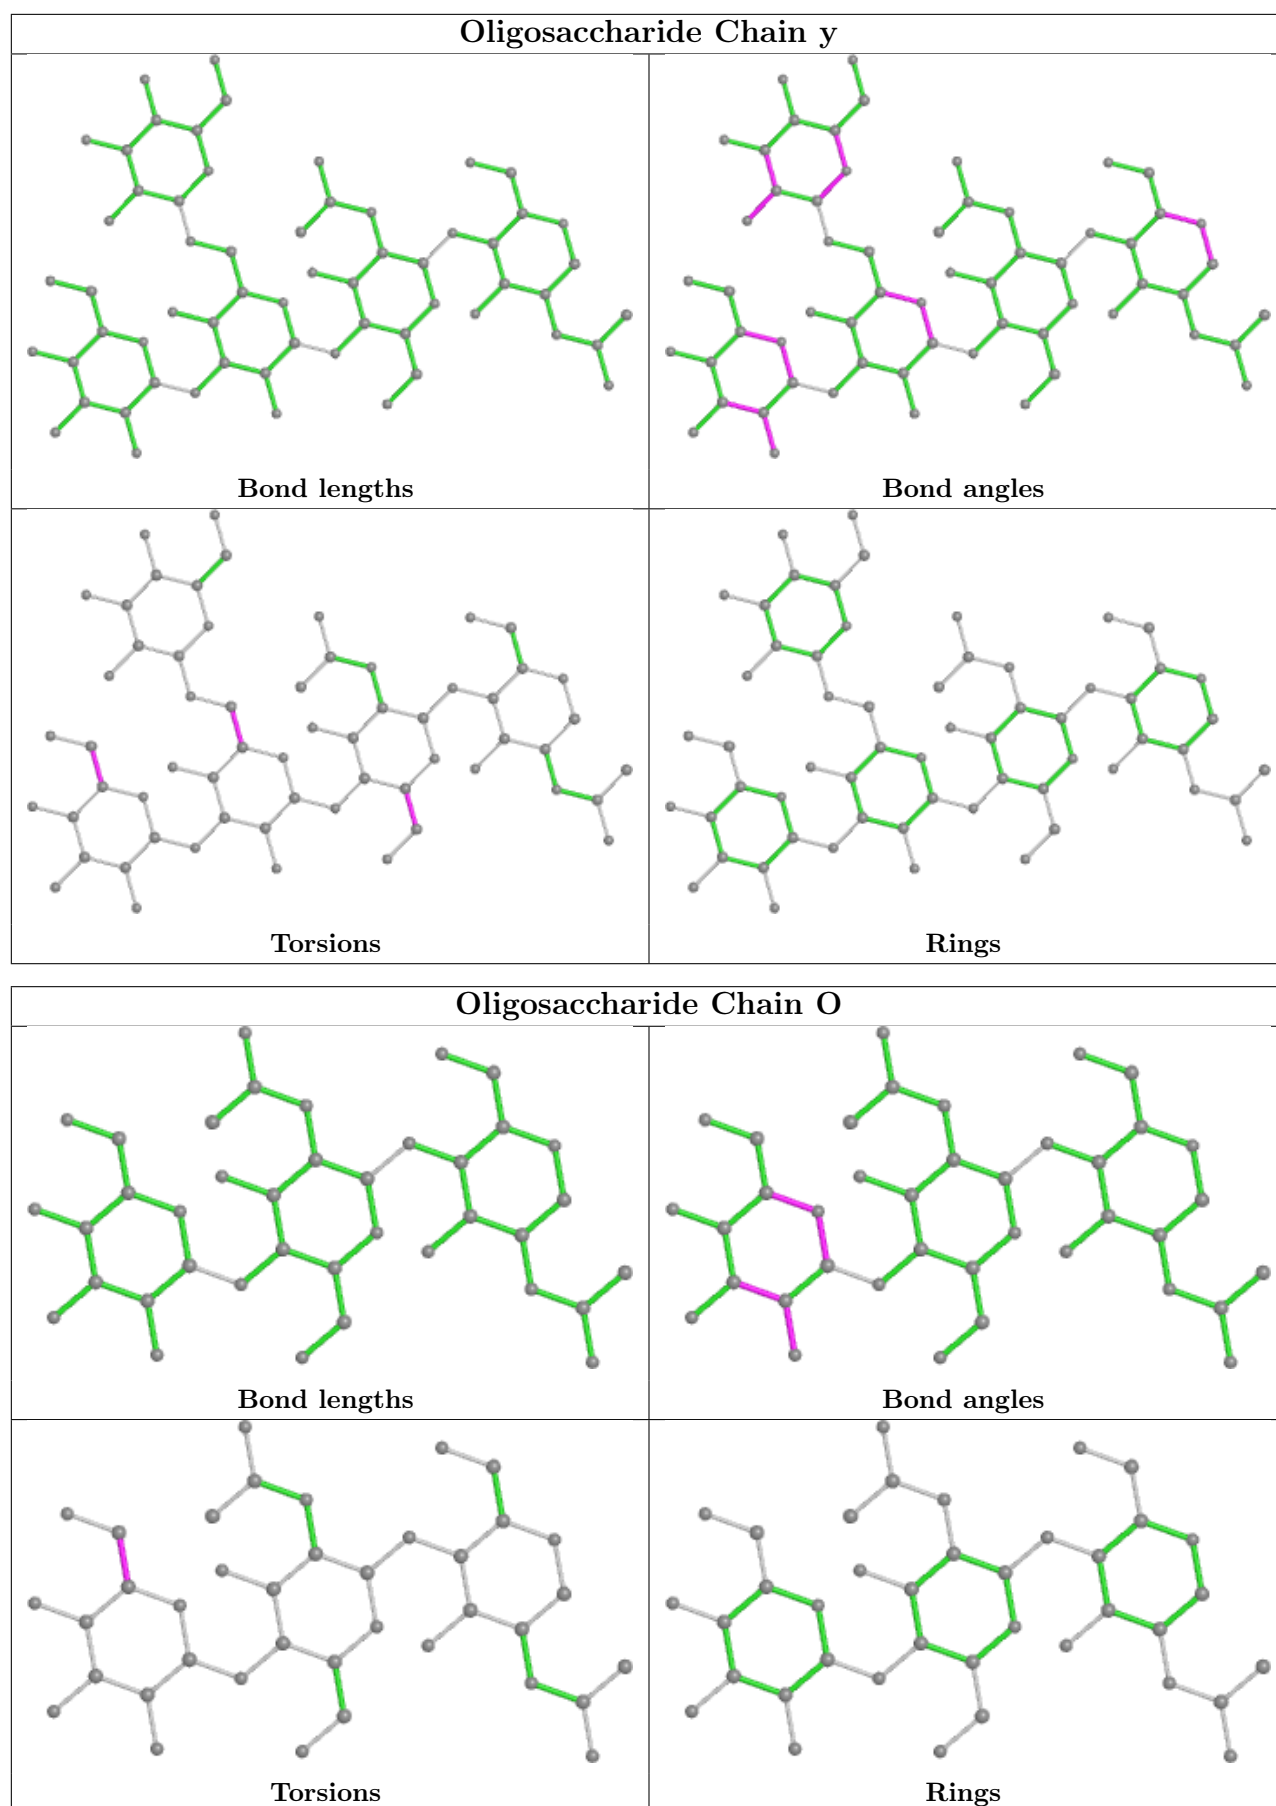 Oligosaccharide Chain y
Bond lengths
Bond angles
Torsions
Rings
Oligosaccharide Chain O
Bond lengths
Bond angles
Torsions
Rings